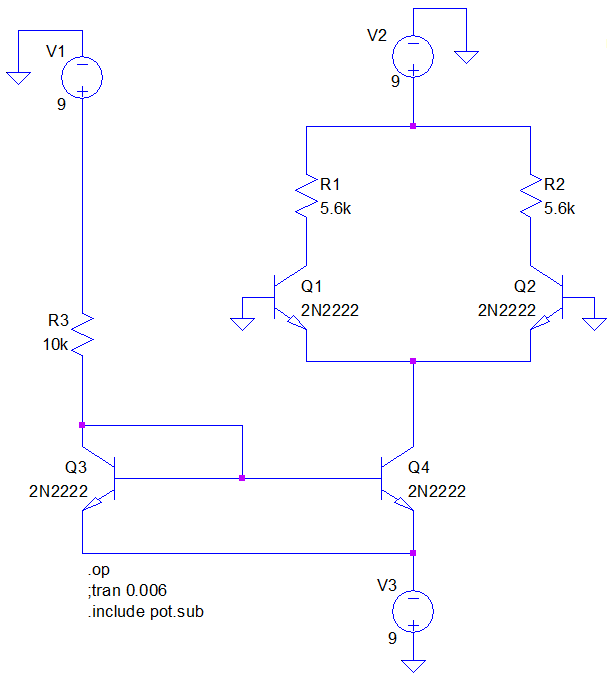 V1
−
+
9
V2
−
+
9
R1
5.6k
R2
5.6k
Q1
2N2222
Q2
2N2222
R3
10k
Q3
2N2222
Q4
2N2222
.op
;tran 0.006
.include pot.sub
V3
−
+
9